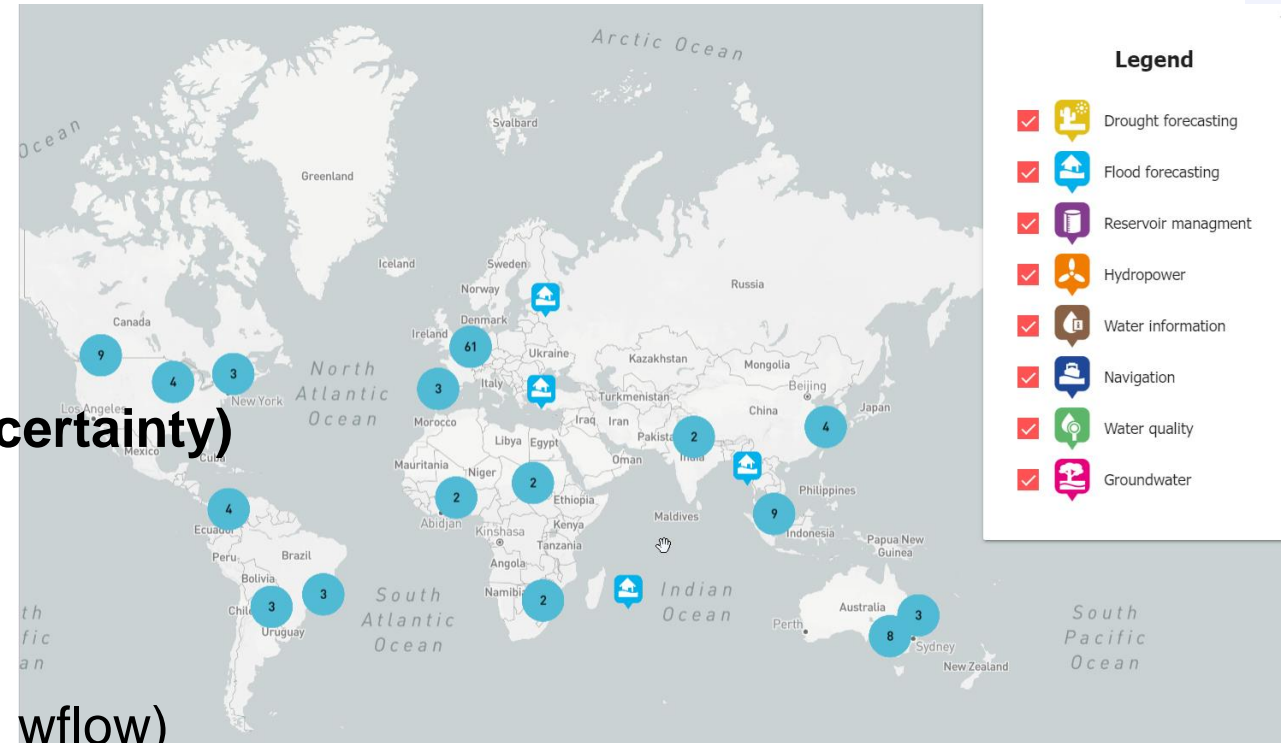 Arctic Ocean
Ocean
Svalbard
Greenland
Iceland
Sweden
Norway
Russia
Canada
Denmark
Ireland
61
Ukraine
Kazakhstan
Mongolia
9
4
3
North
Atlantic
Ocean
3
Italy
Turkmenistan
Beijing
China
Japan
Los Angeles
New York
Morocco
Iraq
Iran
4
certainty)
Mexico
Cuba
Libya
Egypt
Pakista
2
India
Mauritania
Niger
Oman
2
2
Ethiopia
Philippines
4
Abidjan
Maldives
9
Ecuador
Kinshasa
Kenya
Indonesia
Tanzania
Papua New
Guinea
Peru
Brazil
Angola
Bolivia
3
South
Atlantic
Ocean
Namibi
2
Indian
Ocean
Chile
3
Uruguay
Australia
3
Perth
8
Sydney
South
Pacific
Ocean
th
fic
an
New Zealand
wflow)
Legend
Drought forecasting
Flood forecasting
Reservoir managment
Hydropower
Water information
Navigation
Water quality
Groundwater